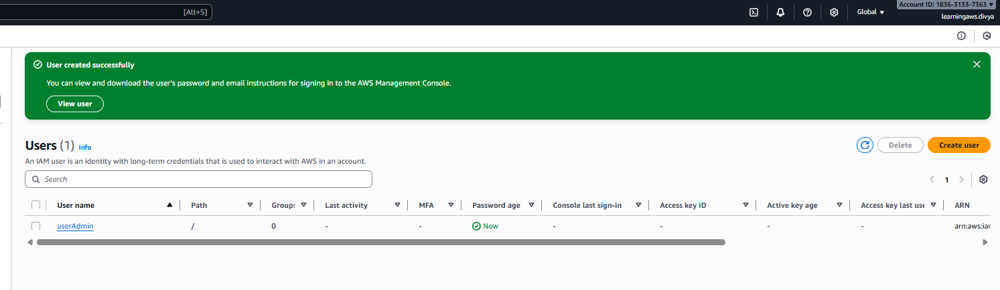 [Alt+S]
Global
Account ID: 1836-3133-7363
learningaws.divya
User created successfully
You can view and download the user's password and email instructions for signing in to the AWS Management Console.
View user
Users (1) Info
Delete
Create user
An IAM user is an identity with long-term credentials that is used to interact with AWS in an account.
Search
1
User name Path Groups Last activity MFA Password age Console last sign-in Access key ID Active key age Access key last use ARN
userAdmin / 0 - - Now - - - - arn:aws:iar